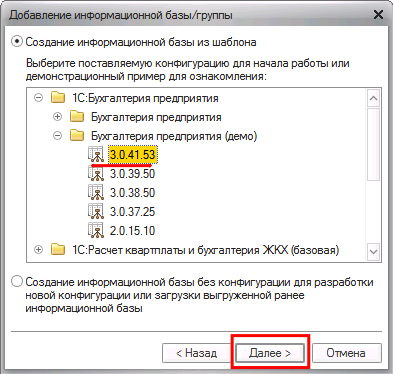 Добавление информационной базы/группы
Создание информационной базы из шаблона
Выберите поставляемую конфигурацию для начала работы или
демонстрационный пример для ознакомления:
1С:Бухгалтерия предприятия
Бухгалтерия предприятия
Бухгалтерия предприятия (демо)
3.0.41.53
3.0.39.50
3.0.38.50
3.0.37.25
2.0.15.10
1С:Расчет квартплаты и бухгалтерия ЖКХ (базовая)
Создание информационной базы без конфигурации для разработки
новой конфигурации или загрузки выгруженной ранее
информационной базы
< Назад Далее > Отмена